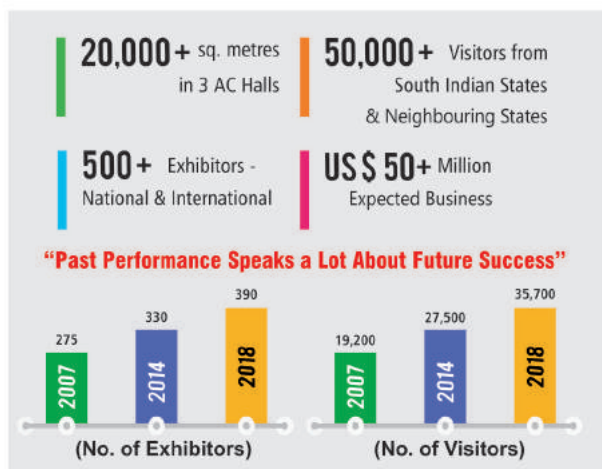 20,000+ sq. metres
in 3 AC Halls
50,000+ Visitors from
South Indian States
& Neighbouring States
500+ Exhibitors -
National & International
US $ 50+ Million
Expected Business
“Past Performance Speaks a Lot About Future Success”
275
330
390
2007
2014
2018
(No. of Exhibitors)
19,200
27,500
35,700
2007
2014
2018
(No. of Visitors)